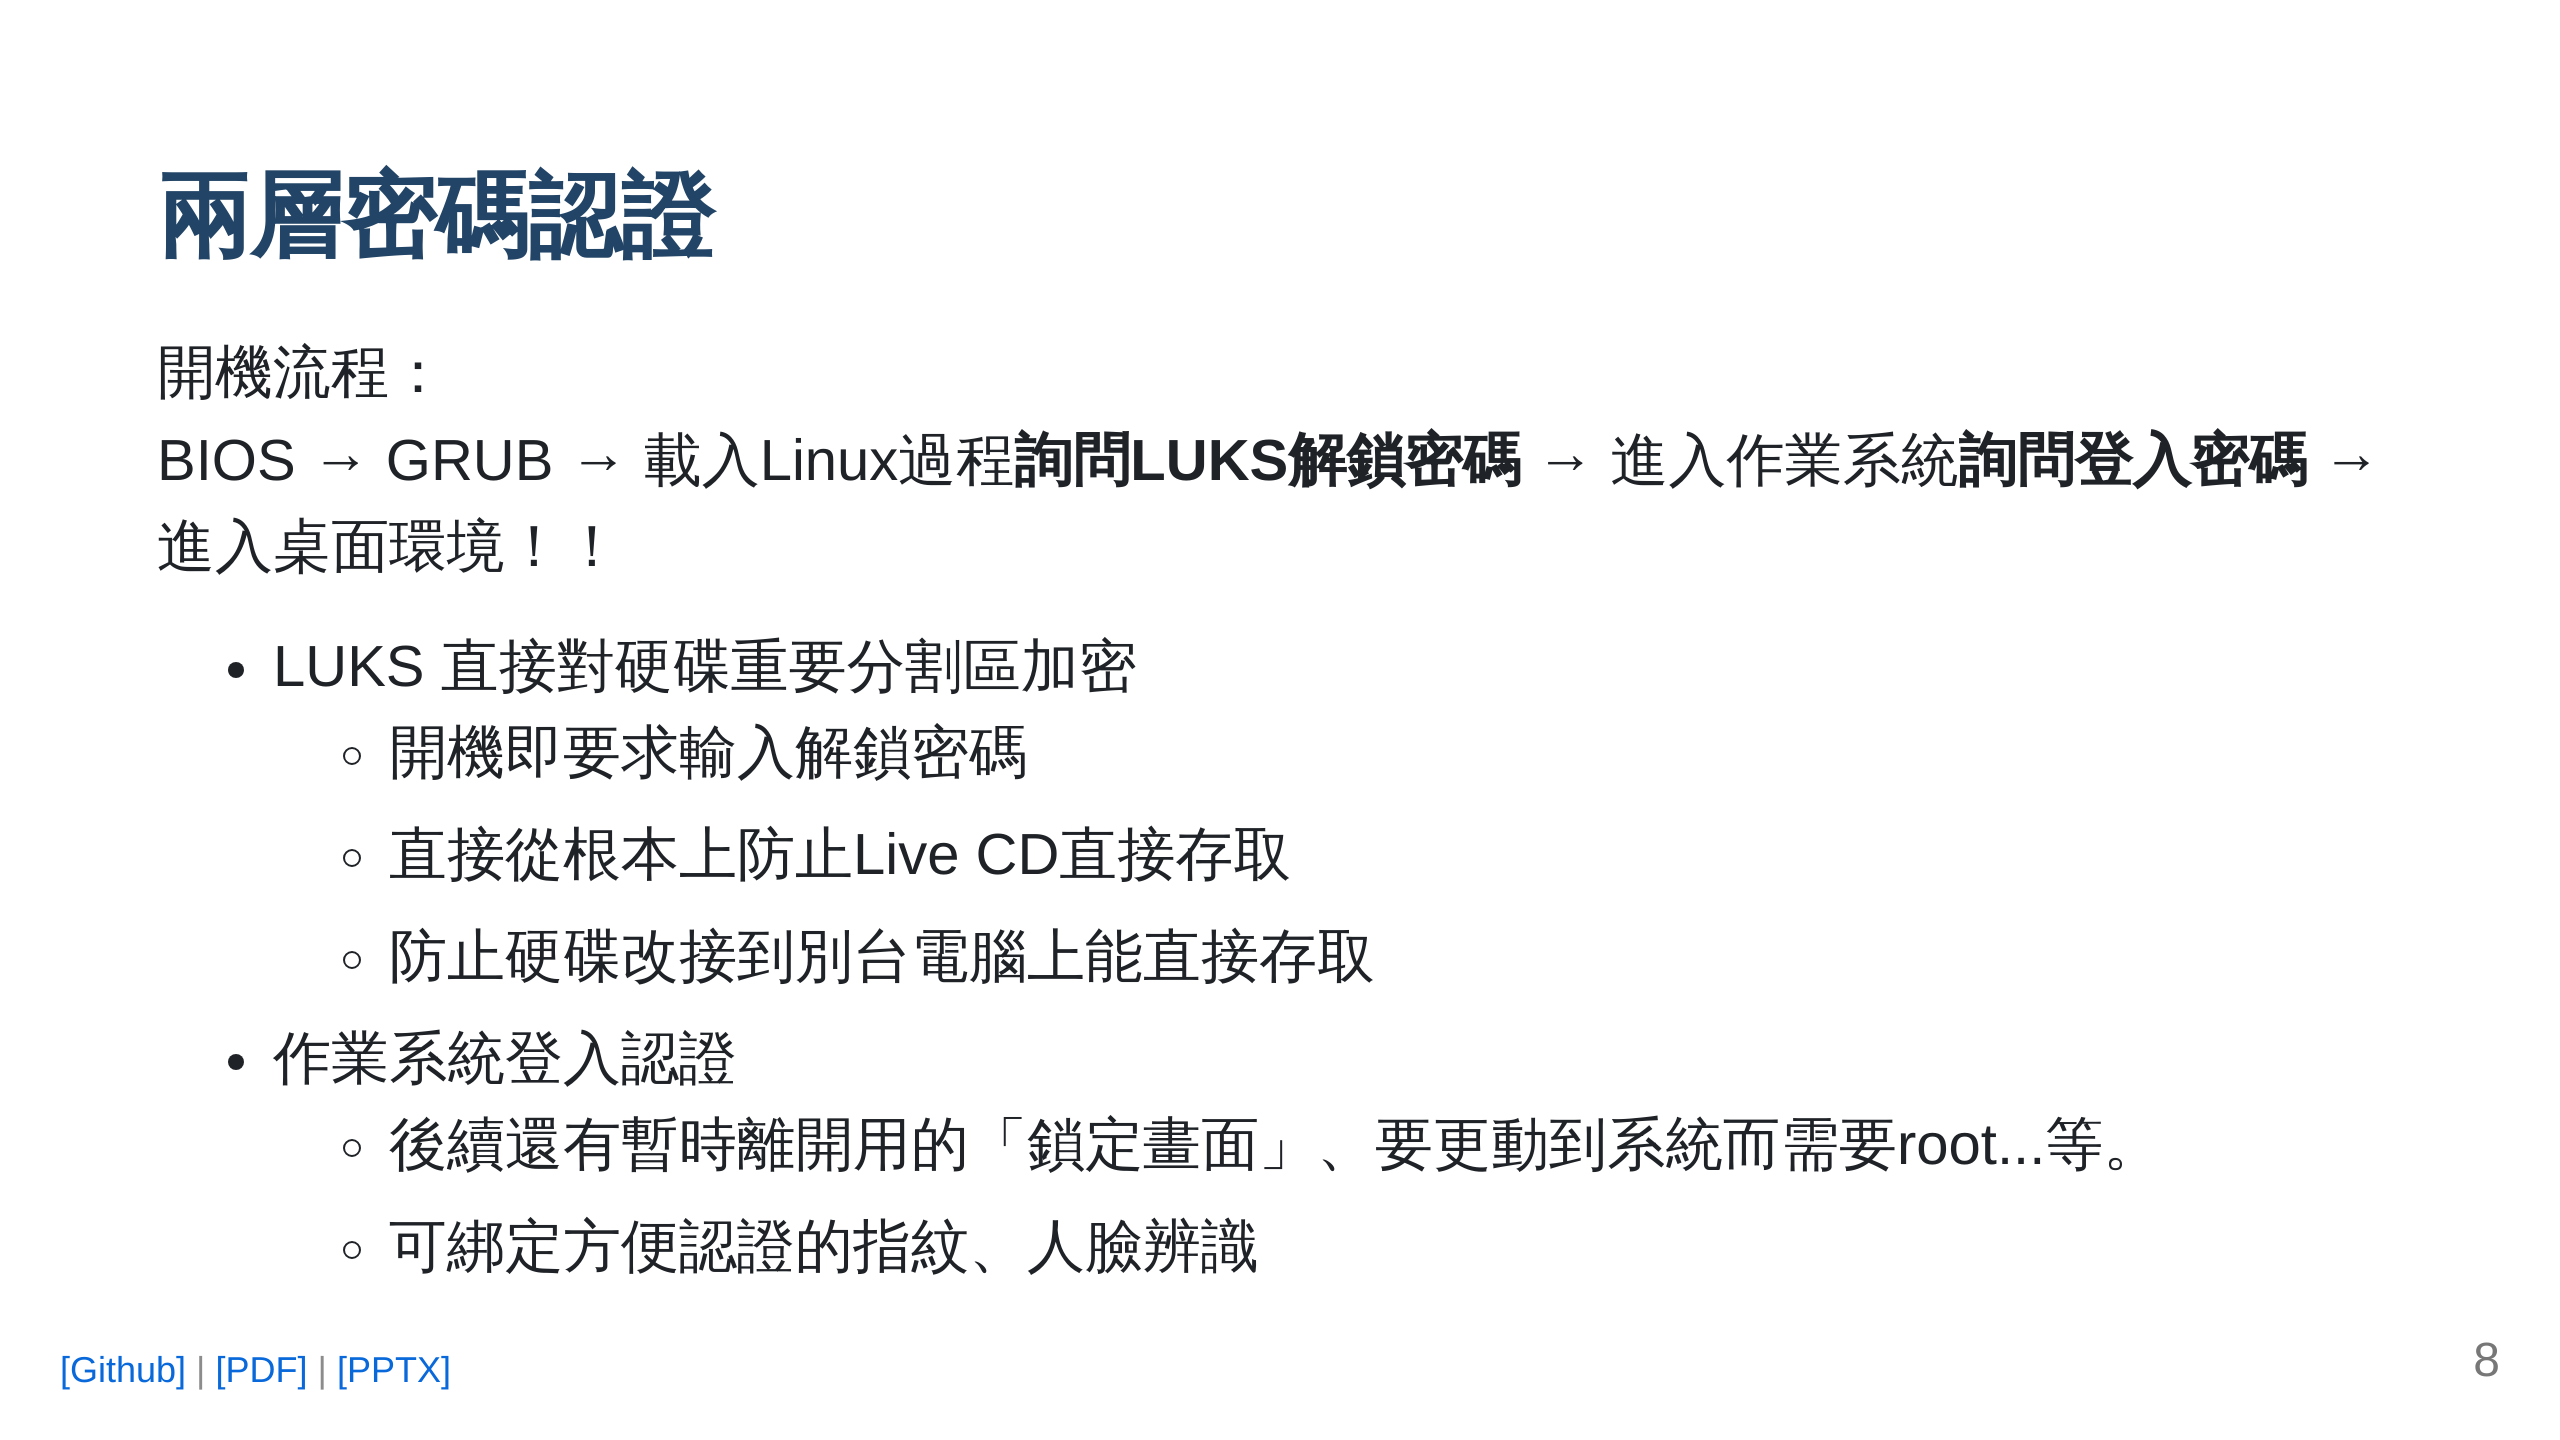 兩層密碼認證
開機流程：
BIOS → GRUB → 載入Linux過程詢問LUKS解鎖密碼 → 進入作業系統詢問登入密碼 →
進入桌面環境！！
• LUKS 直接對硬碟重要分割區加密
◦ 開機即要求輸入解鎖密碼
◦ 直接從根本上防止Live CD直接存取
◦ 防止硬碟改接到別台電腦上能直接存取
• 作業系統登入認證
◦ 後續還有暫時離開用的「鎖定畫面」、要更動到系統而需要root...等。
◦ 可綁定方便認證的指紋、人臉辨識
[Github] | [PDF] | [PPTX]
8